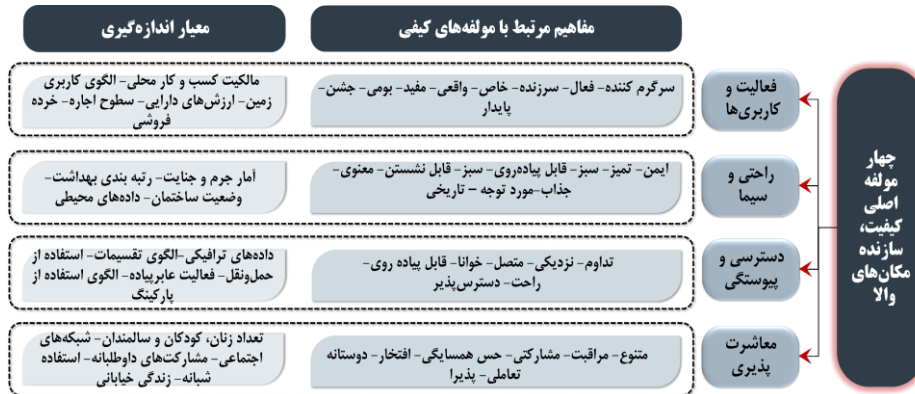 معیار اندازه‌گیری
مفاهیم مرتبط با مولفه‌های کیفی
چهار
مولفه
اصلی
کیفیت،
سازنده
مکان‌های
والا
فعالیت و
کاربری‌ها
سرگرم کننده- فعال- سرزنده- خاص- واقعی- مفید- بومی- جشن-
پایدار
مالکیت کسب و کار محلی- الگوی کاربری
زمین- ارزش‌های دارایی- سطوح اجاره- خرده
فروشی
راحتی و
سیما
ایمن- تمیز- سبز- قابل پیاده‌روی- سبز- قابل نشستن- معنوی-
جذاب-مورد توجه – تاریخی
آمار جرم و جنایت- رتبه بندی بهداشت-
وضعیت ساختمان- داده‌های محیطی
دسترسی و
پیوستگی
تداوم- نزدیکی- متصل- خوانا- قابل پیاده روی-
راحت- دسترس‌پذیر
داده‌های ترافیکی-الگوی تقسیمات- استفاده از
حمل‌ونقل- فعالیت عابرپیاده- الگوی استفاده از
پارکینگ
معاشرت
پذیری
متنوع- مراقبت- مشارکتی- حس همسایگی- افتخار- دوستانه
تعاملی- پذیرا
تعداد زنان، کودکان و سالمندان- شبکه‌های
اجتماعی- مشارکت‌های داوطلبانه- استفاده
شبانه- زندگی خیابانی